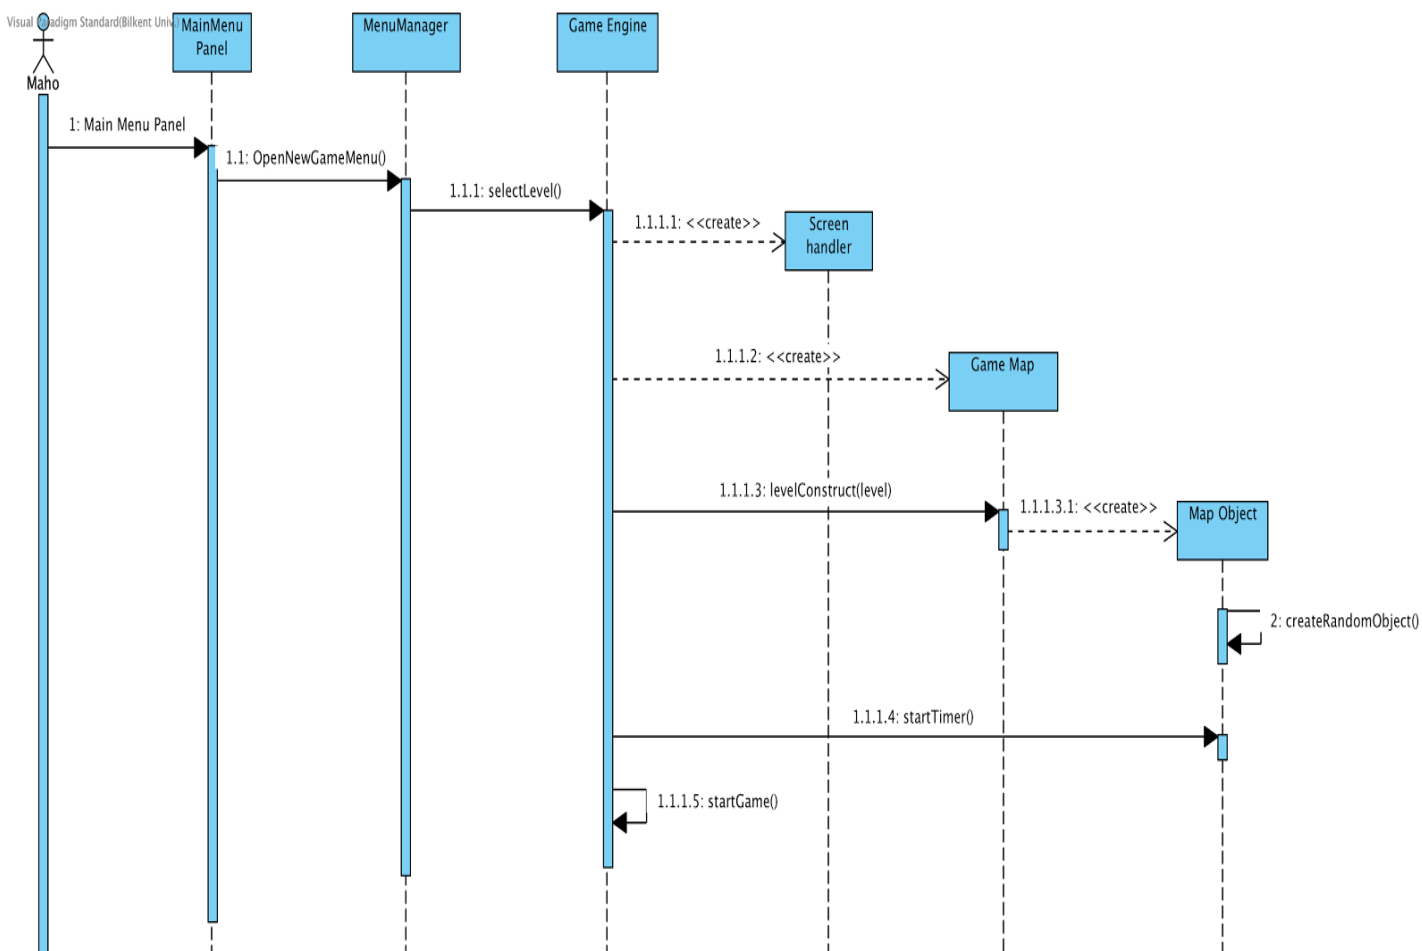 Visual Paradigm Standard(Bilkent Univ.)
Maho
MainMenu
Panel
MenuManager
Game Engine
1: Main Menu Panel
1.1: OpenNewGameMenu()
1.1.1: selectLevel()
1.1.1.1: <<create>>
Screen
handler
1.1.1.2: <<create>>
Game Map
1.1.1.3: levelConstruct(level)
1.1.1.3.1: <<create>>
Map Object
2: createRandomObject()
1.1.1.4: startTimer()
1.1.1.5: startGame()